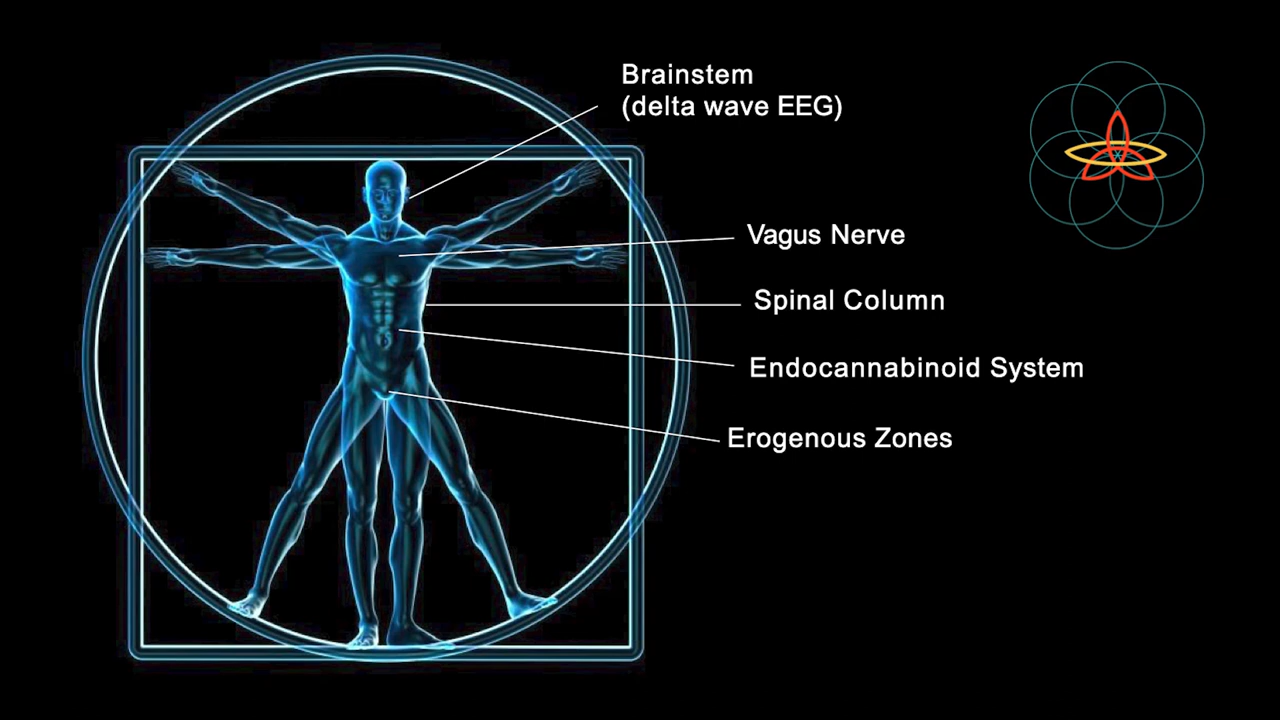 Brainstem
(delta wave EEG)
Vagus Nerve
Spinal Column
Endocannabinoid System
Erogenous Zones